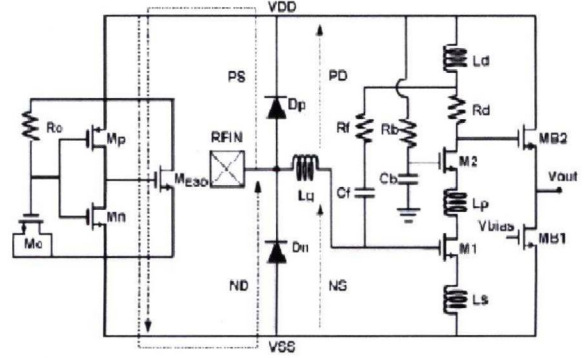 VDD
PS
PD
Ld
Dp
Rf
Rb
Rd
Ro
Mp
RFIN
MB2
MESD
M2
Cb
Vout
Lg
Cf
Lp
Mn
Vbias
Mc
Dn
M1
MB1
ND
NS
Ls
VSS